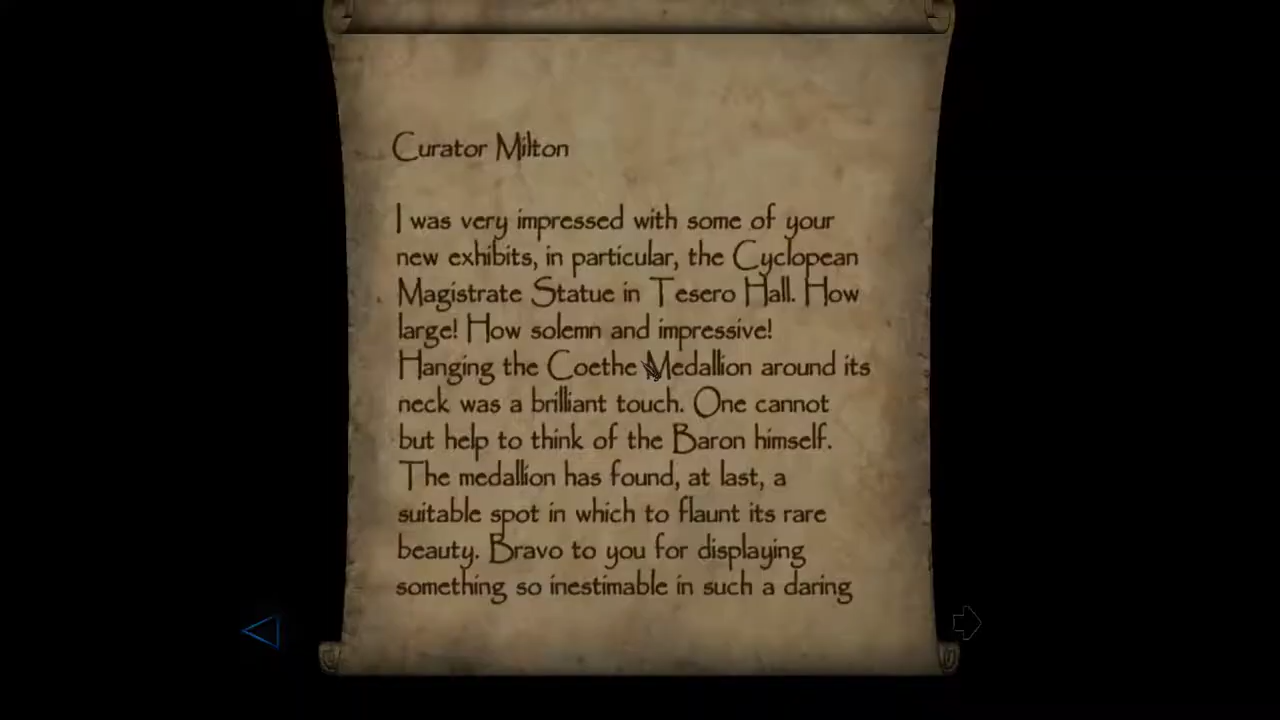 Curator Milton
I was very impressed with some of your
new exhibits, in particular, the Cyclopean
Magistrate Statue in Tesero Hall. How
large! How solemn and impressive!
Hanging the Coethe Medallion around its
neck was a brilliant touch. One cannot
but help to think of the Baron himself.
The medallion has found, at last, a
suitable spot in which to flaunt its rare
beauty. Bravo to you for displaying
something so inestimable in such a daring